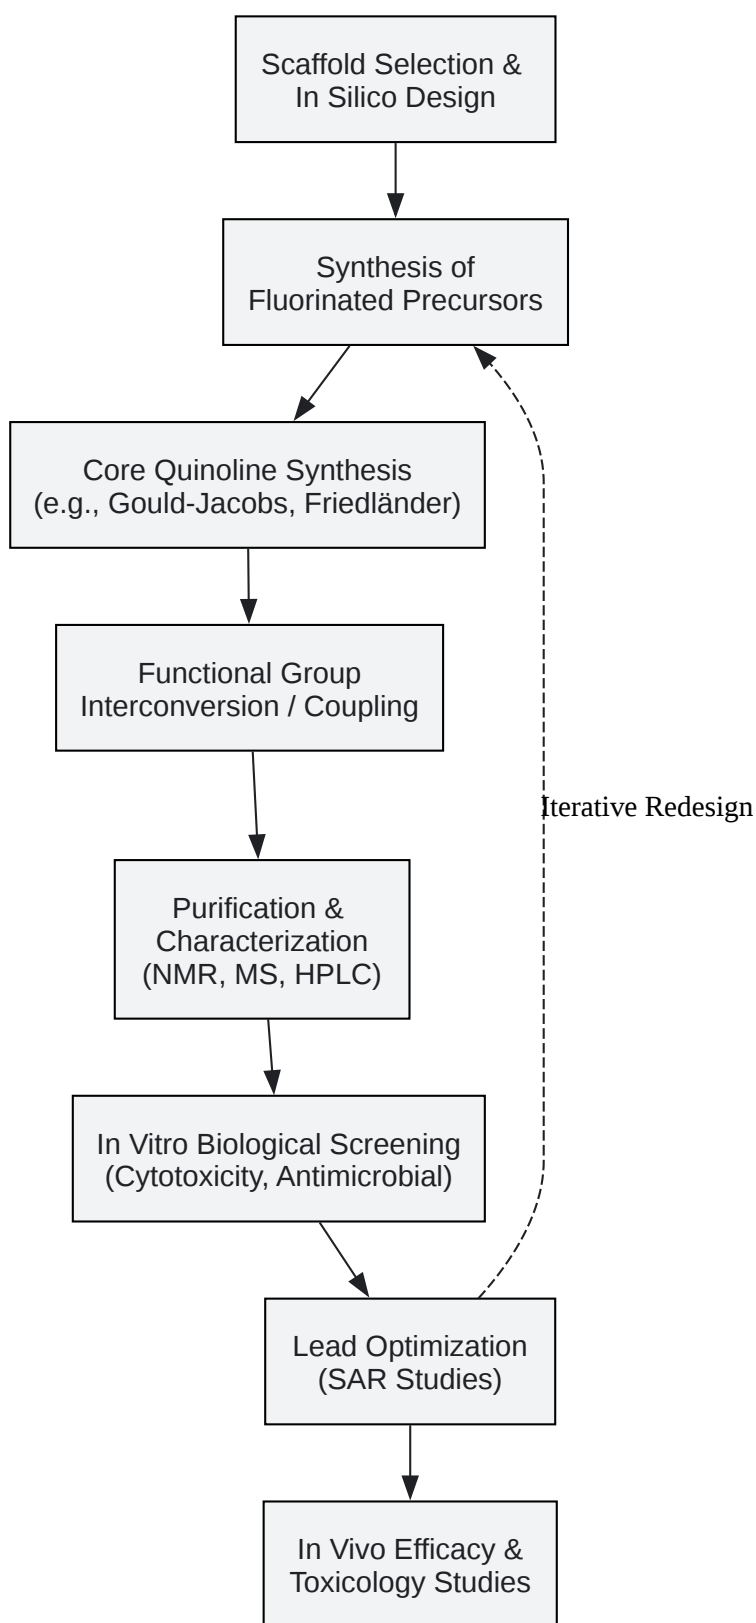 Scaffold Selection &
In Silico Design
Synthesis of
Fluorinated Precursors
Core Quinoline Synthesis
(e.g., Gould-Jacobs, Friedländer)
Functional Group
Interconversion / Coupling
Iterative Redesign
Purification &
Characterization
(NMR, MS, HPLC)
In Vitro Biological Screening
(Cytotoxicity, Antimicrobial)
Lead Optimization
(SAR Studies)
In Vivo Efficacy &
Toxicology Studies